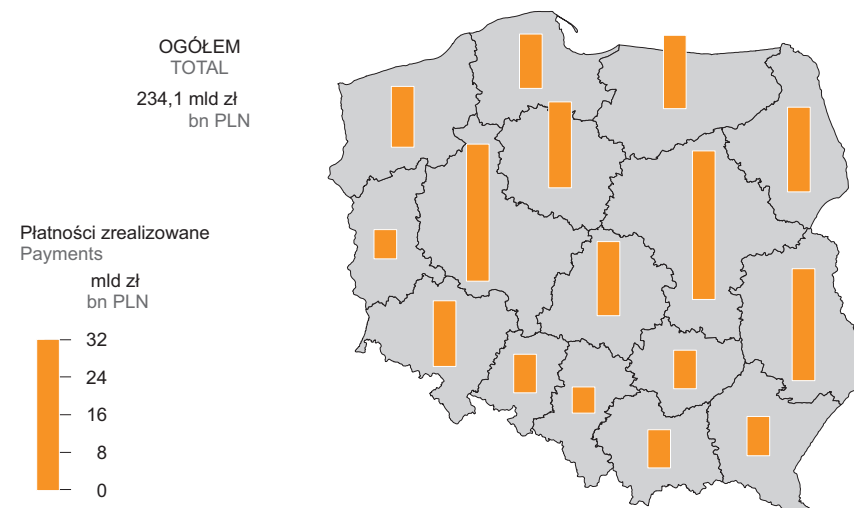 OGÓŁEM
TOTAL
234,1 mld zł
bn PLN
Płatności zrealizowane
Payments
mld zł
bn PLN
32
24
16
8
0